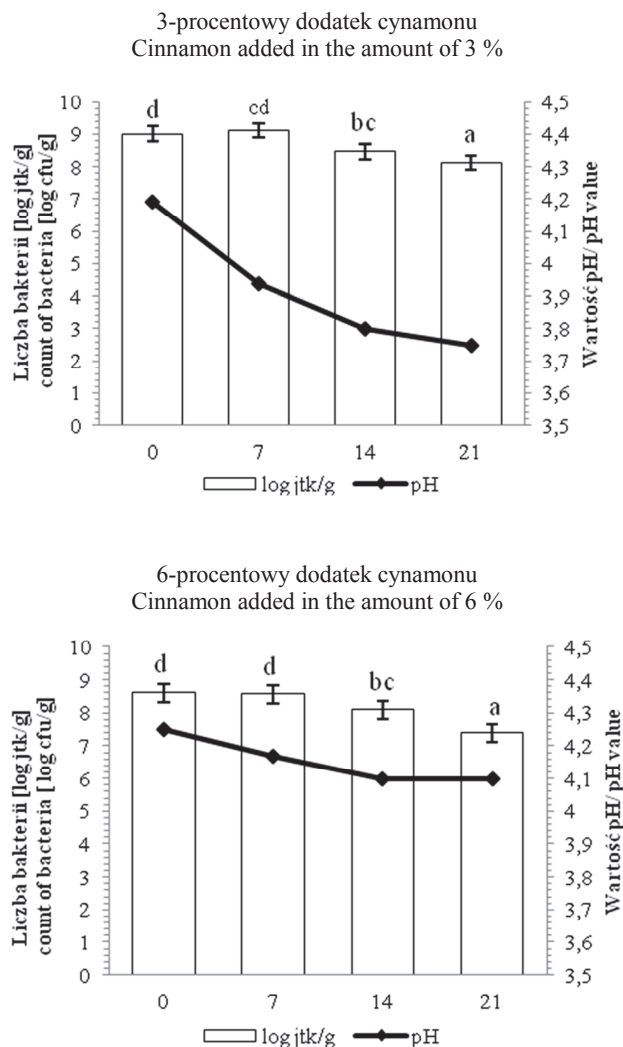 3-procentowy dodatek cynamonu
Cinnamon added in the amount of 3 %
Liczba bakterii [log jtk/g]
count of bacteria [log cfu/g]
10
9
8
7
6
5
4
3
2
1
0
d
cd
bc
a
4,5
4,4
4,3
4,2
4,1
4
3,9
3,8
3,7
3,6
3,5
Wartość pH/ pH value
0 7 14 21
log jtk/g pH
6-procentowy dodatek cynamonu
Cinnamon added in the amount of 6 %
Liczba bakterii [log jtk/g]
count of bacteria [ log cfu/g]
10
9
8
7
6
5
4
3
2
1
0
d
d
bc
a
4,5
4,4
4,3
4,2
4,1
4
3,9
3,8
3,7
3,6
3,5
Wartość pH/ pH value
0 7 14 21
log jtk/g pH